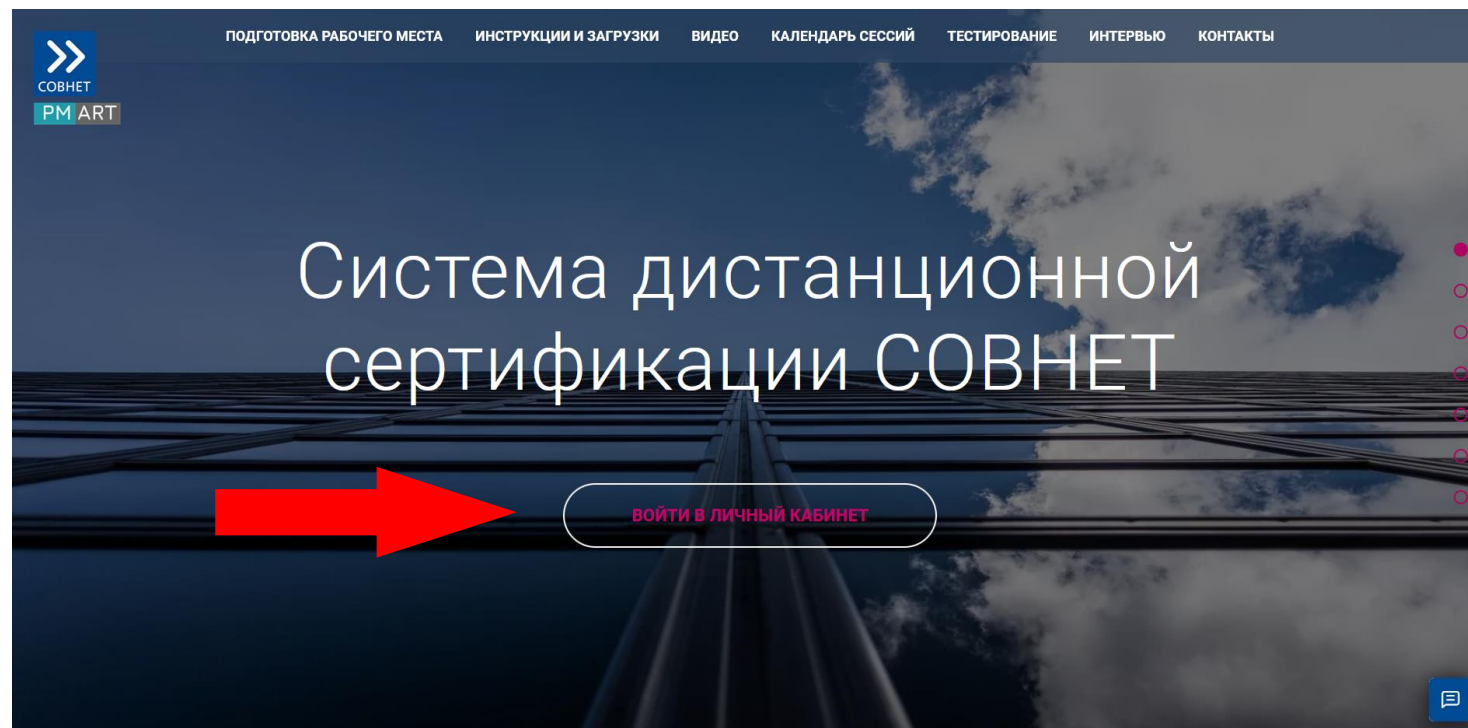 ПОДГОТОВКА РАБОЧЕГО МЕСТА ИНСТРУКЦИИ И ЗАГРУЗКИ ВИДЕО КАЛЕНДАРЬ СЕССИЙ ТЕСТИРОВАНИЕ ИНТЕРВЬЮ КОНТАКТЫ
СОВНЕТ
PM ART
Система дистанционной
сертификации СОВНЕТ
ВОЙТИ В ЛИЧНЫЙ КАБИНЕТ